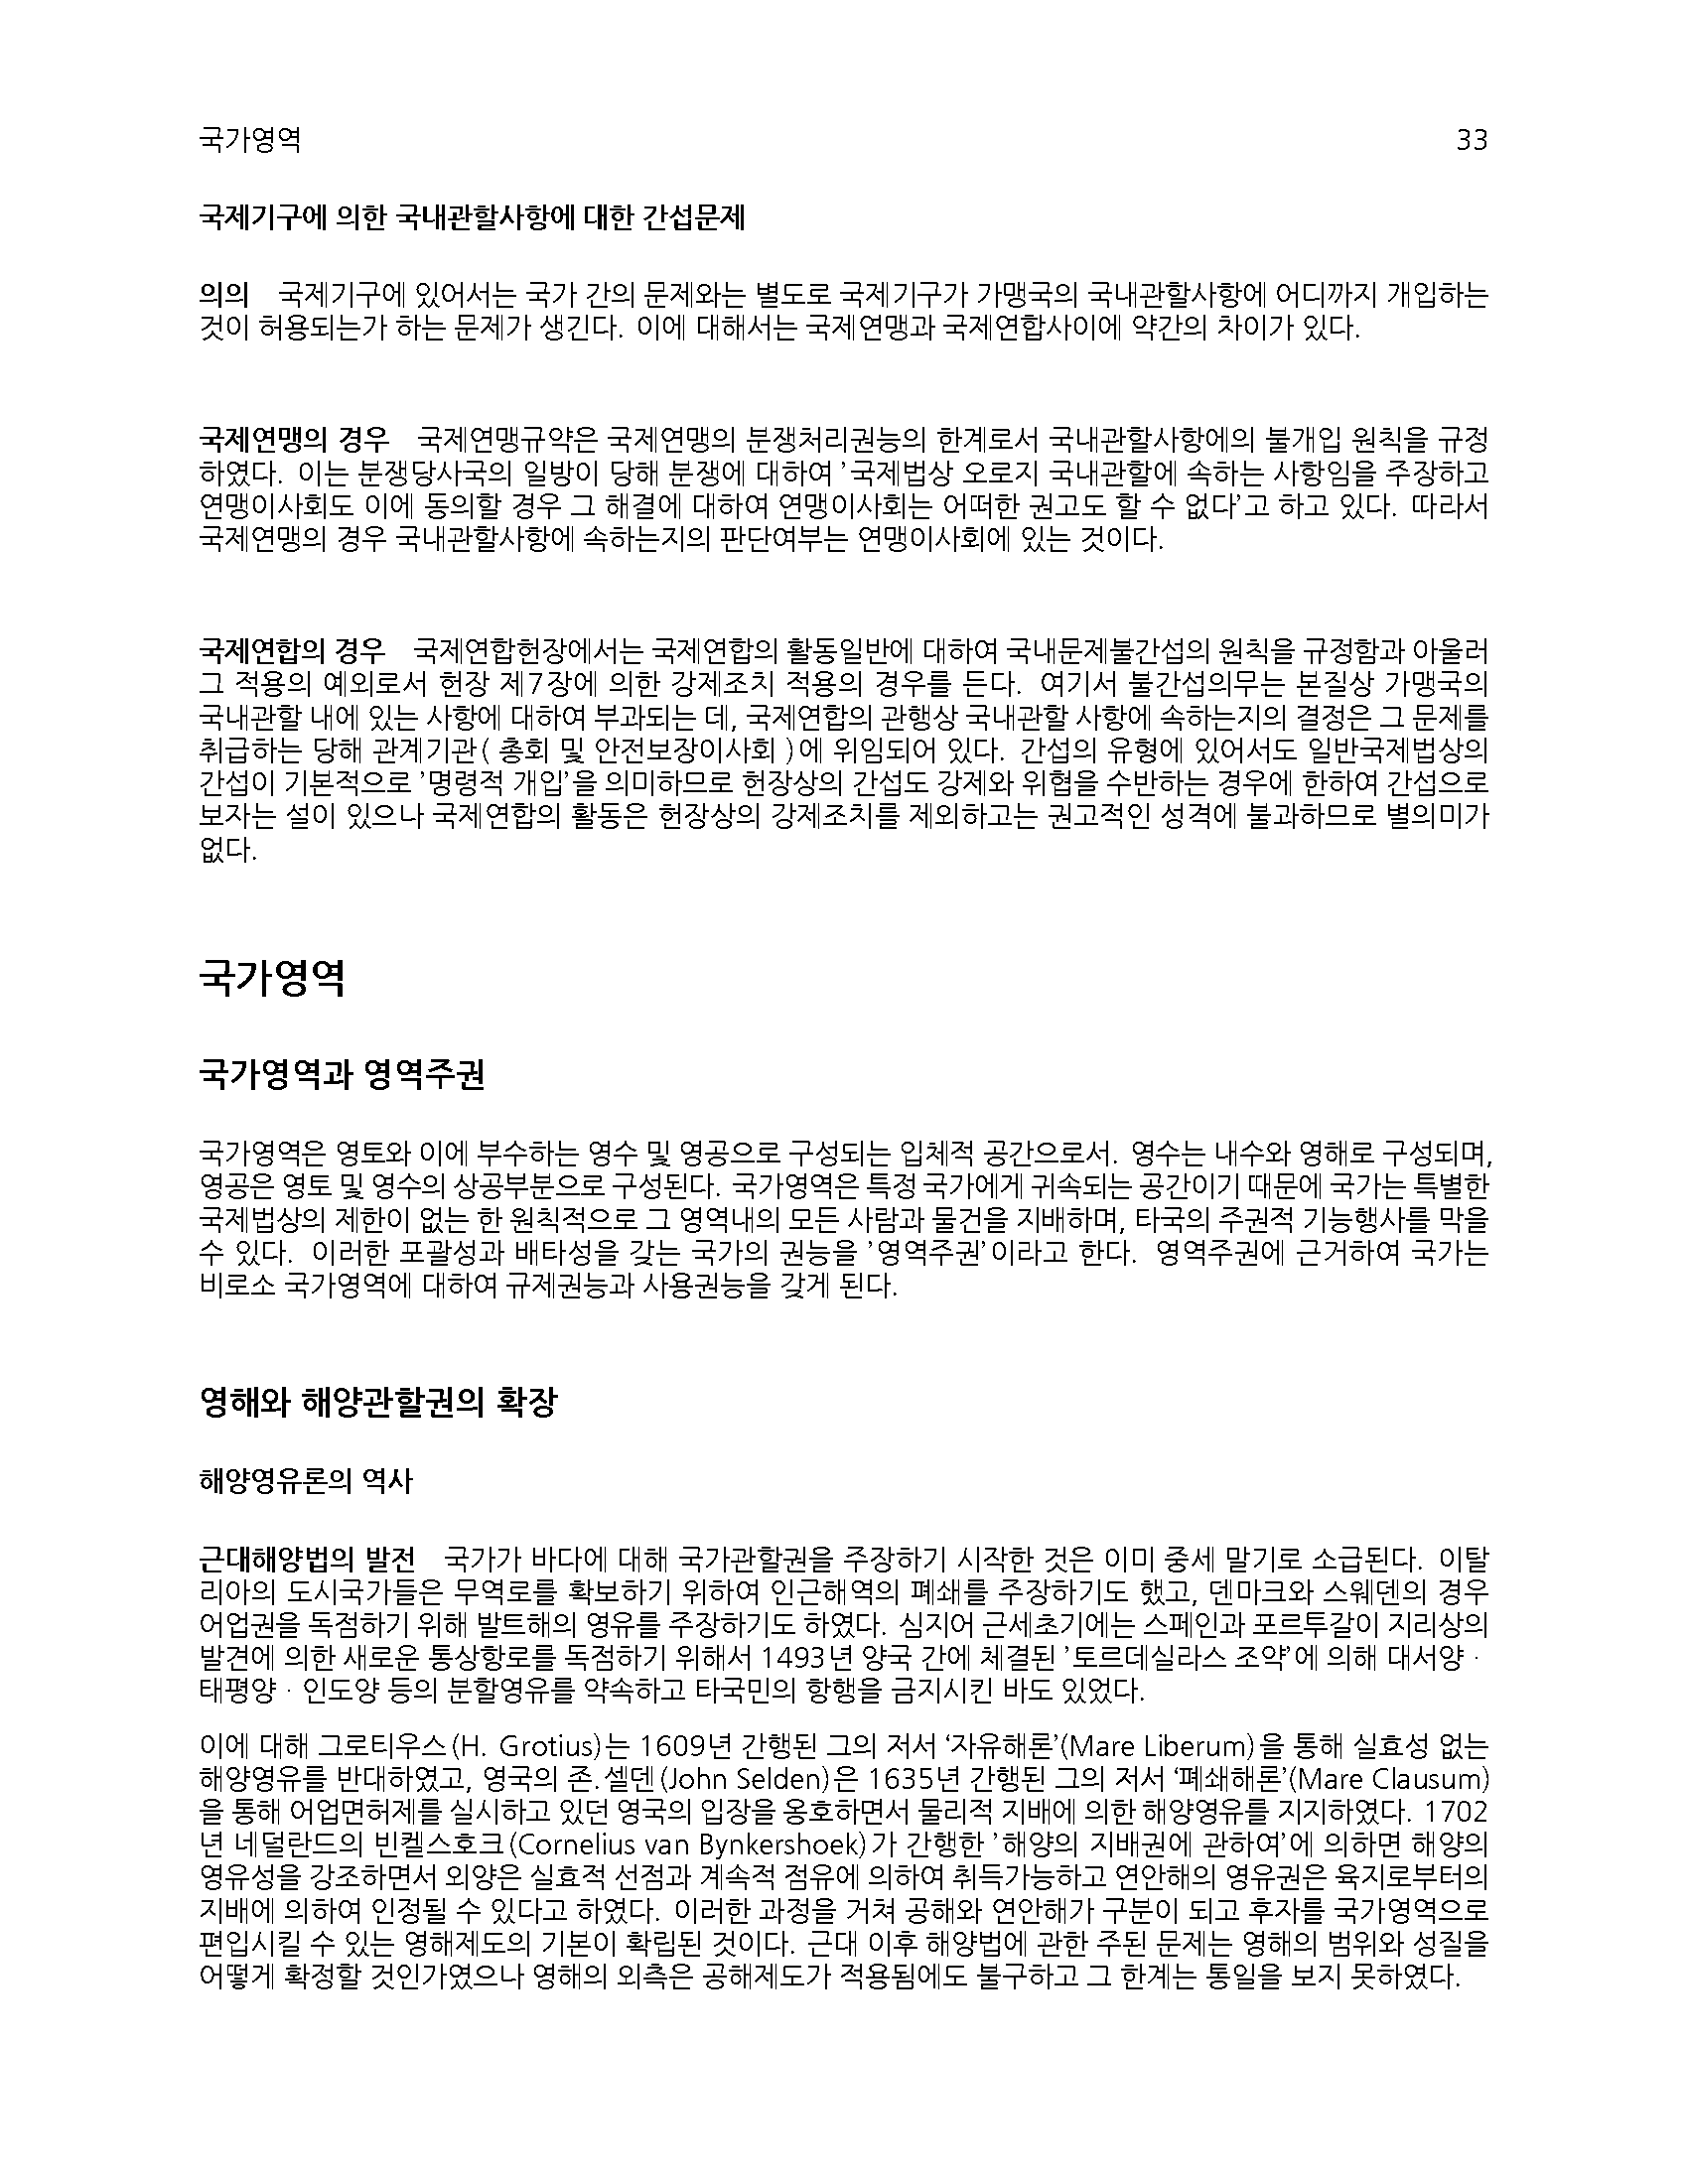 국가영역 33
국제기구에 의한 국내관할사항에 대한 간섭문제
의의 국제기구에 있어서는 국가 간의 문제와는 별도로 국제기구가 가맹국의 국내관할사항에 어디까지 개입하는
것이 허용되는가 하는 문제가 생긴다. 이에 대해서는 국제연맹과 국제연합사이에 약간의 차이가 있다.
국제연맹의 경우 국제연맹규약은 국제연맹의 분쟁처리권능의 한계로서 국내관할사항에의 불개입 원칙을 규정
하였다. 이는 분쟁당사국의 일방이 당해 분쟁에 대하여 ’국제법상 오로지 국내관할에 속하는 사항임을 주장하고
연맹이사회도 이에 동의할 경우 그 해결에 대하여 연맹이사회는 어떠한 권고도 할 수 없다’고 하고 있다. 따라서
국제연맹의 경우 국내관할사항에 속하는지의 판단여부는 연맹이사회에 있는 것이다.
국제연합의 경우 국제연합헌장에서는 국제연합의 활동일반에 대하여 국내문제불간섭의 원칙을 규정함과 아울러
그 적용의 예외로서 헌장 제7장에 의한 강제조치 적용의 경우를 든다. 여기서 불간섭의무는 본질상 가맹국의
국내관할 내에 있는 사항에 대하여 부과되는 데, 국제연합의 관행상 국내관할 사항에 속하는지의 결정은 그 문제를
취급하는 당해 관계기관( 총회 및 안전보장이사회 )에 위임되어 있다. 간섭의 유형에 있어서도 일반국제법상의
간섭이 기본적으로 ’명령적 개입’을 의미하므로 헌장상의 간섭도 강제와 위협을 수반하는 경우에 한하여 간섭으로
보자는 설이 있으나 국제연합의 활동은 헌장상의 강제조치를 제외하고는 권고적인 성격에 불과하므로 별의미가
없다.
국가영역
국가영역과 영역주권
국가영역은 영토와 이에 부수하는 영수 및 영공으로 구성되는 입체적 공간으로서. 영수는 내수와 영해로 구성되며,
영공은 영토 및 영수의 상공부분으로 구성된다. 국가영역은 특정 국가에게 귀속되는 공간이기 때문에 국가는 특별한
국제법상의 제한이 없는 한 원칙적으로 그 영역내의 모든 사람과 물건을 지배하며, 타국의 주권적 기능행사를 막을
수 있다. 이러한 포괄성과 배타성을 갖는 국가의 권능을 ’영역주권’이라고 한다. 영역주권에 근거하여 국가는
비로소 국가영역에 대하여 규제권능과 사용권능을 갖게 된다.
영해와 해양관할권의 확장
해양영유론의 역사
근대해양법의 발전 국가가 바다에 대해 국가관할권을 주장하기 시작한 것은 이미 중세 말기로 소급된다. 이탈
리아의 도시국가들은 무역로를 확보하기 위하여 인근해역의 폐쇄를 주장하기도 했고, 덴마크와 스웨덴의 경우
어업권을 독점하기 위해 발트해의 영유를 주장하기도 하였다. 심지어 근세초기에는 스페인과 포르투갈이 지리상의
발견에 의한 새로운 통상항로를 독점하기 위해서 1493년 양국 간에 체결된 ’토르데실라스 조약’에 의해 대서양 ·
태평양 · 인도양 등의 분할영유를 약속하고 타국민의 항행을 금지시킨 바도 있었다.
이에 대해 그로티우스(H. Grotius)는 1609년 간행된 그의 저서 ‘자유해론’(Mare Liberum)을 통해 실효성 없는
해양영유를 반대하였고, 영국의 존.셀덴(John Selden)은 1635년 간행된 그의 저서 ‘폐쇄해론’(Mare Clausum)
을 통해 어업면허제를 실시하고 있던 영국의 입장을 옹호하면서 물리적 지배에 의한 해양영유를 지지하였다. 1702
년 네덜란드의 빈켈스호크(Cornelius van Bynkershoek)가 간행한 ’해양의 지배권에 관하여’에 의하면 해양의
영유성을 강조하면서 외양은 실효적 선점과 계속적 점유에 의하여 취득가능하고 연안해의 영유권은 육지로부터의
지배에 의하여 인정될 수 있다고 하였다. 이러한 과정을 거쳐 공해와 연안해가 구분이 되고 후자를 국가영역으로
편입시킬 수 있는 영해제도의 기본이 확립된 것이다. 근대 이후 해양법에 관한 주된 문제는 영해의 범위와 성질을
어떻게 확정할 것인가였으나 영해의 외측은 공해제도가 적용됨에도 불구하고 그 한계는 통일을 보지 못하였다.